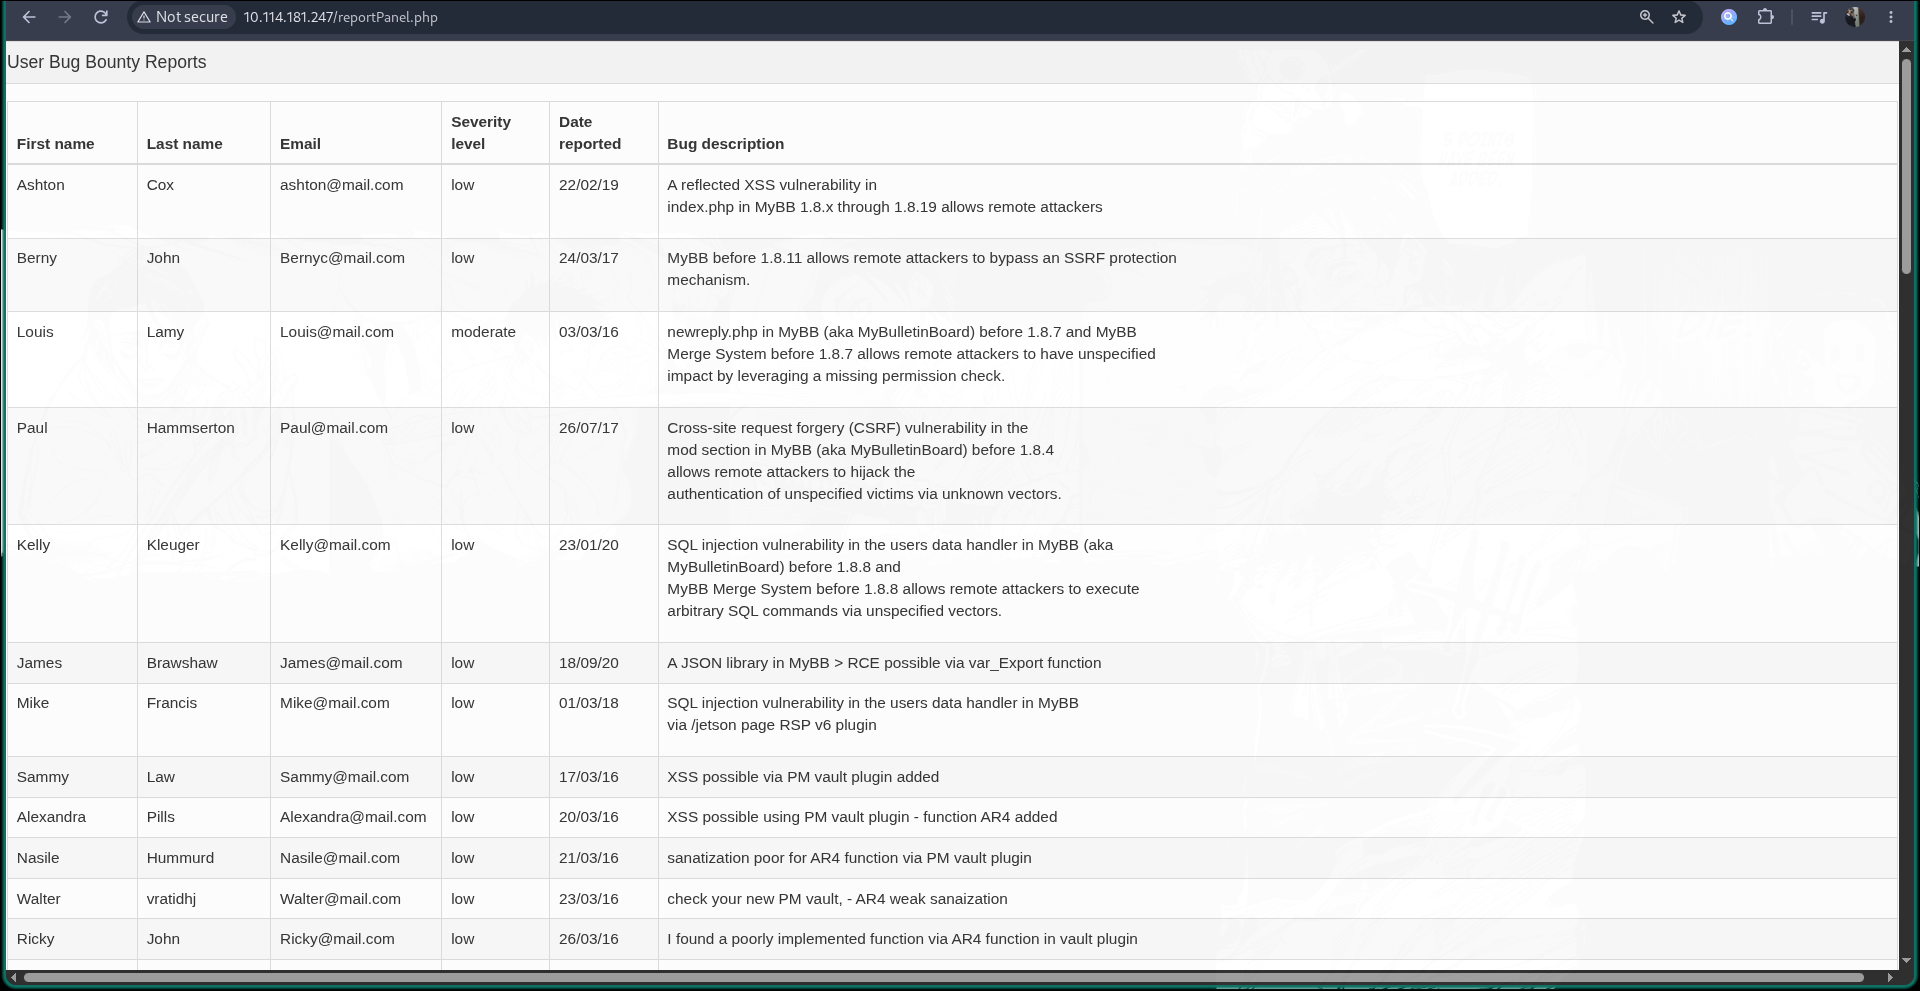 Not secure 10.114.181.247/reportPanel.php
User Bug Bounty Reports
First name Last name Email Severity level Date reported Bug description
Ashton Cox ashton@mail.com low 22/02/19 A reflected XSS vulnerability in
index.php in MyBB 1.8.x through 1.8.19 allows remote attackers
Berny John Bernyc@mail.com low 24/03/17 MyBB before 1.8.11 allows remote attackers to bypass an SSRF protection
mechanism.
Louis Lamy Louis@mail.com moderate 03/03/16 newreply.php in MyBB (aka MyBulletinBoard) before 1.8.7 and MyBB
Merge System before 1.8.7 allows remote attackers to have unspecified
impact by leveraging a missing permission check.
Paul Hammserton Paul@mail.com low 26/07/17 Cross-site request forgery (CSRF) vulnerability in the
mod section in MyBB (aka MyBulletinBoard) before 1.8.4
allows remote attackers to hijack the
authentication of unspecified victims via unknown vectors.
Kelly Kleuger Kelly@mail.com low 23/01/20 SQL injection vulnerability in the users data handler in MyBB (aka
MyBulletinBoard) before 1.8.8 and
MyBB Merge System before 1.8.8 allows remote attackers to execute
arbitrary SQL commands via unspecified vectors.
James Brawshaw James@mail.com low 18/09/20 A JSON library in MyBB > RCE possible via var_Export function
Mike Francis Mike@mail.com low 01/03/18 SQL injection vulnerability in the users data handler in MyBB
via /jetson page RSP v6 plugin
Sammy Law Sammy@mail.com low 17/03/16 XSS possible via PM vault plugin added
Alexandra Pills Alexandra@mail.com low 20/03/16 XSS possible using PM vault plugin - function AR4 added
Nasile Hummurd Nasile@mail.com low 21/03/16 sanatization poor for AR4 function via PM vault plugin
Walter vratidhj Walter@mail.com low 23/03/16 check your new PM vault, - AR4 weak sanaization
Ricky John Ricky@mail.com low 26/03/16 I found a poorly implemented function via AR4 function in vault plugin